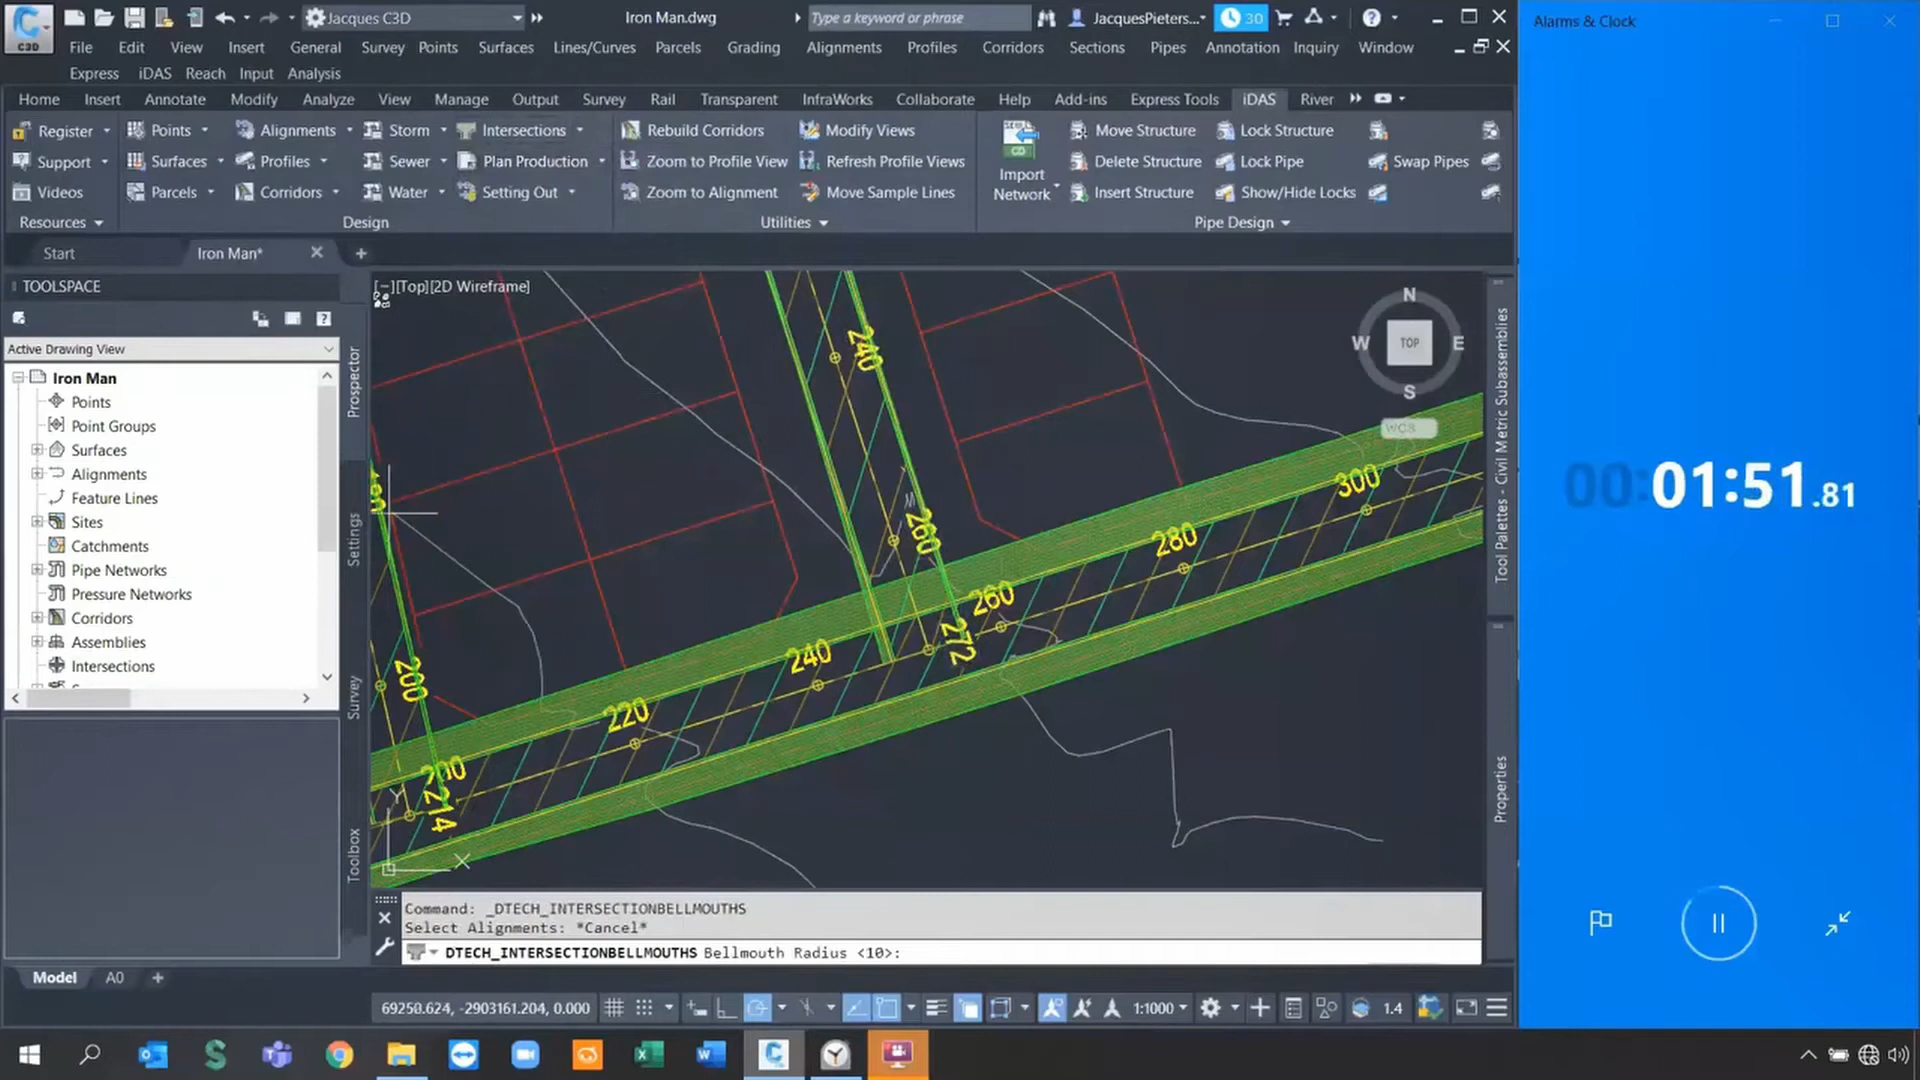 Jacques C3D
Iron Man.dwg
Type a keyword or phrase
JacquesPieters...
30
C3D
File Edit View Insert General Survey Points Surfaces Lines/Curves Parcels Grading Alignments Profiles Corridors Sections Pipes Annotation Inquiry Window
Express iDAS Reach Input Analysis
Home Insert Annotate Modify Analyze View Manage Output Survey Rail Transparent InfraWorks Collaborate Help Add-ins Express Tools iDAS River
Register Points Alignments Storm Intersections Rebuild Corridors Modify Views Move Structure Lock Structure
Support Surfaces Profiles Sewer Plan Production Zoom to Profile View Refresh Profile Views Delete Structure Lock Pipe Swap Pipes
Videos Parcels Corridors Water Setting Out Zoom to Alignment Move Sample Lines Insert Structure Show/Hide Locks
Import
Network
Resources Design Utilities Pipe Design
Start Iron Man*
TOOLSPACE
Active Drawing View
Iron Man
Points
Point Groups
Surfaces
Alignments
Feature Lines
Sites
Catchments
Pipe Networks
Pressure Networks
Corridors
Assemblies
Intersections
Prospector
Settings
Survey
Toolbox
[−][Top][2D Wireframe]
N
W TOP E
S
WCS
240
260
300
280
260
272
240
220
200
200
214
Y
X
Tool Palettes - Civil Metric Subassemblies
Properties
Command: _DTECH_INTERSECTIONBELLMOUTHS
Select Alignments: *Cancel*
DTECH_INTERSECTIONBELLMOUTHS Bellmouth Radius <10>:
Model A0
69250.624, -2903161.204, 0.000
1:1000
1.4
Alarms & Clock
00:01:51.81